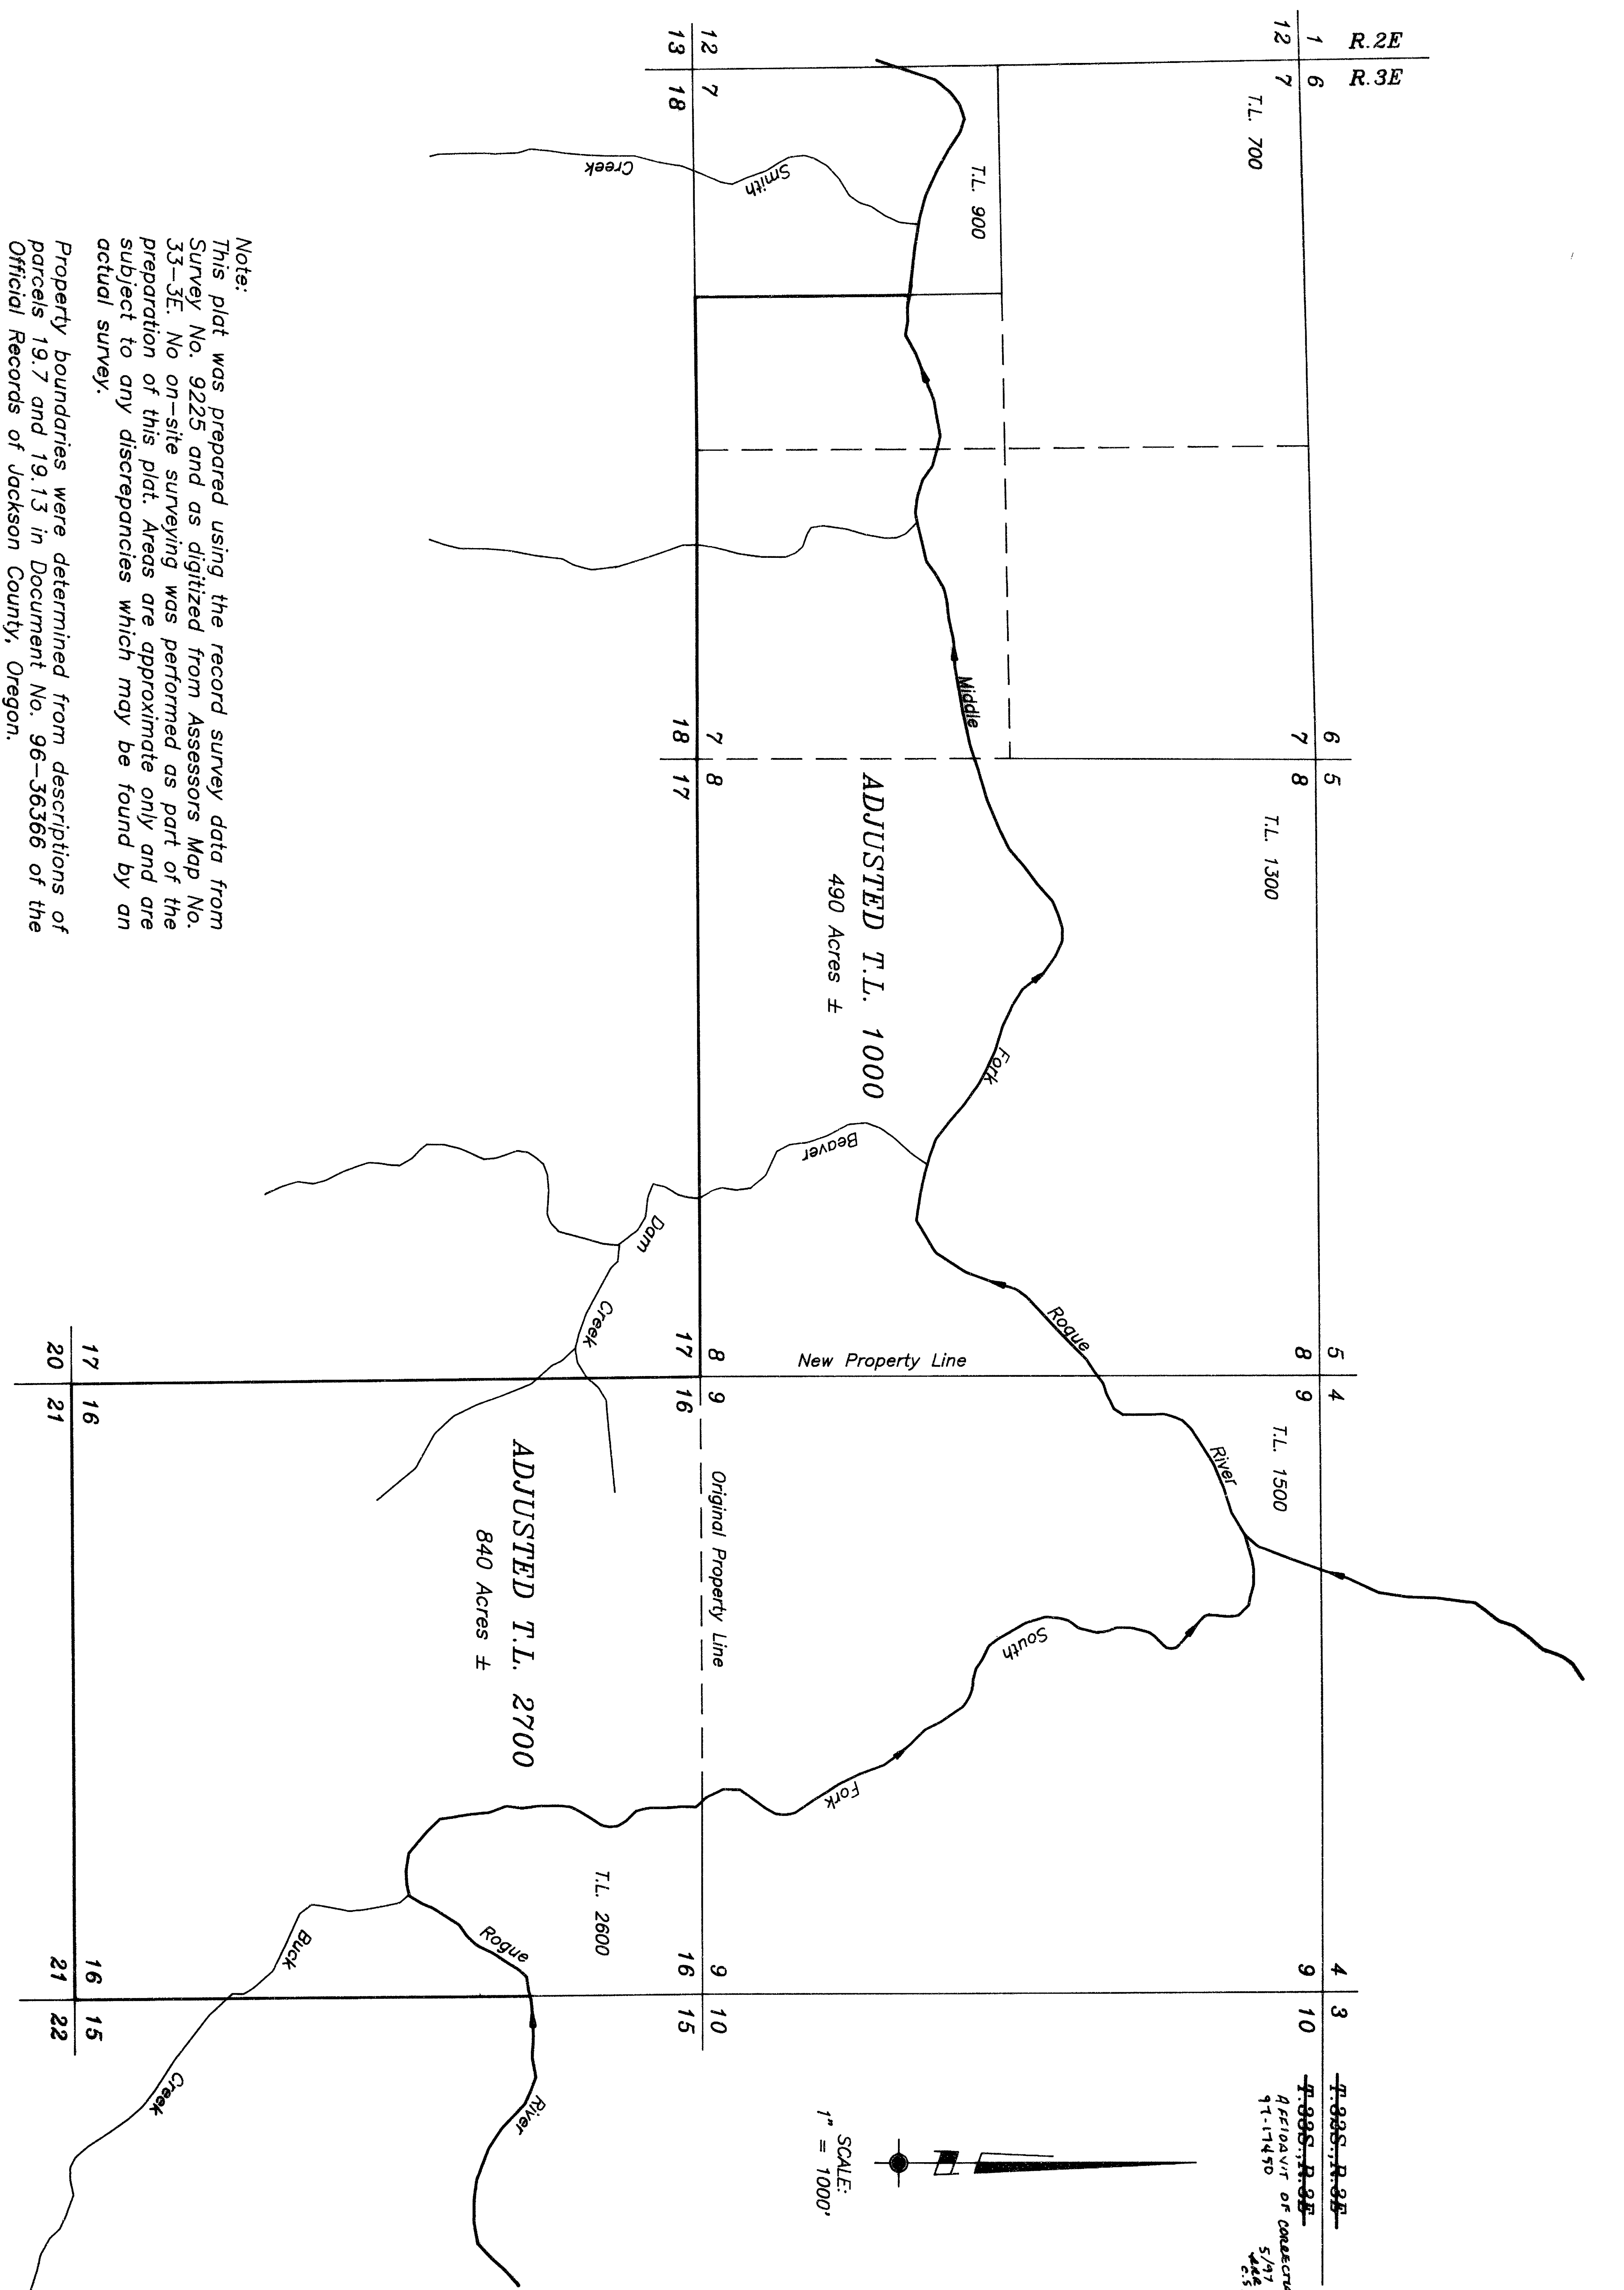 R.2E
R.3E
1
6
12
7
T.L. 700
6
5
7
8
T.L. 1300
5
4
8
9
T.L. 1500
4
3
9
10
T.32S.,R.3E
T.33S.,R.3E
AFFIDAVIT OF
97-17450
5/97
T.L. 900
Smith
Creek
12
7
13
18
Middle
Fork
Rogue
River
ADJUSTED T.L. 1000
490 Acres ±
7
8
18
17
Beaver
Dam
Creek
New Property Line
8
9
17
16
Original Property Line
South
Fork
Rogue
River
ADJUSTED T.L. 2700
840 Acres ±
T.L. 2600
9
10
16
15
Buck
Creek
17
16
20
21
16
15
21
22
SCALE:
1" = 1000'
Note:
This plat was prepared using the record survey data from
Survey No. 9225 and as digitized from Assessors Map No.
33-3E. No on-site surveying was performed as part of the
preparation of this plat. Areas are approximate only and are
subject to any discrepancies which may be found by an
actual survey.
Property boundaries were determined from descriptions of
parcels 19.7 and 19.13 in Document No. 96-36366 of the
Official Records of Jackson County, Oregon.